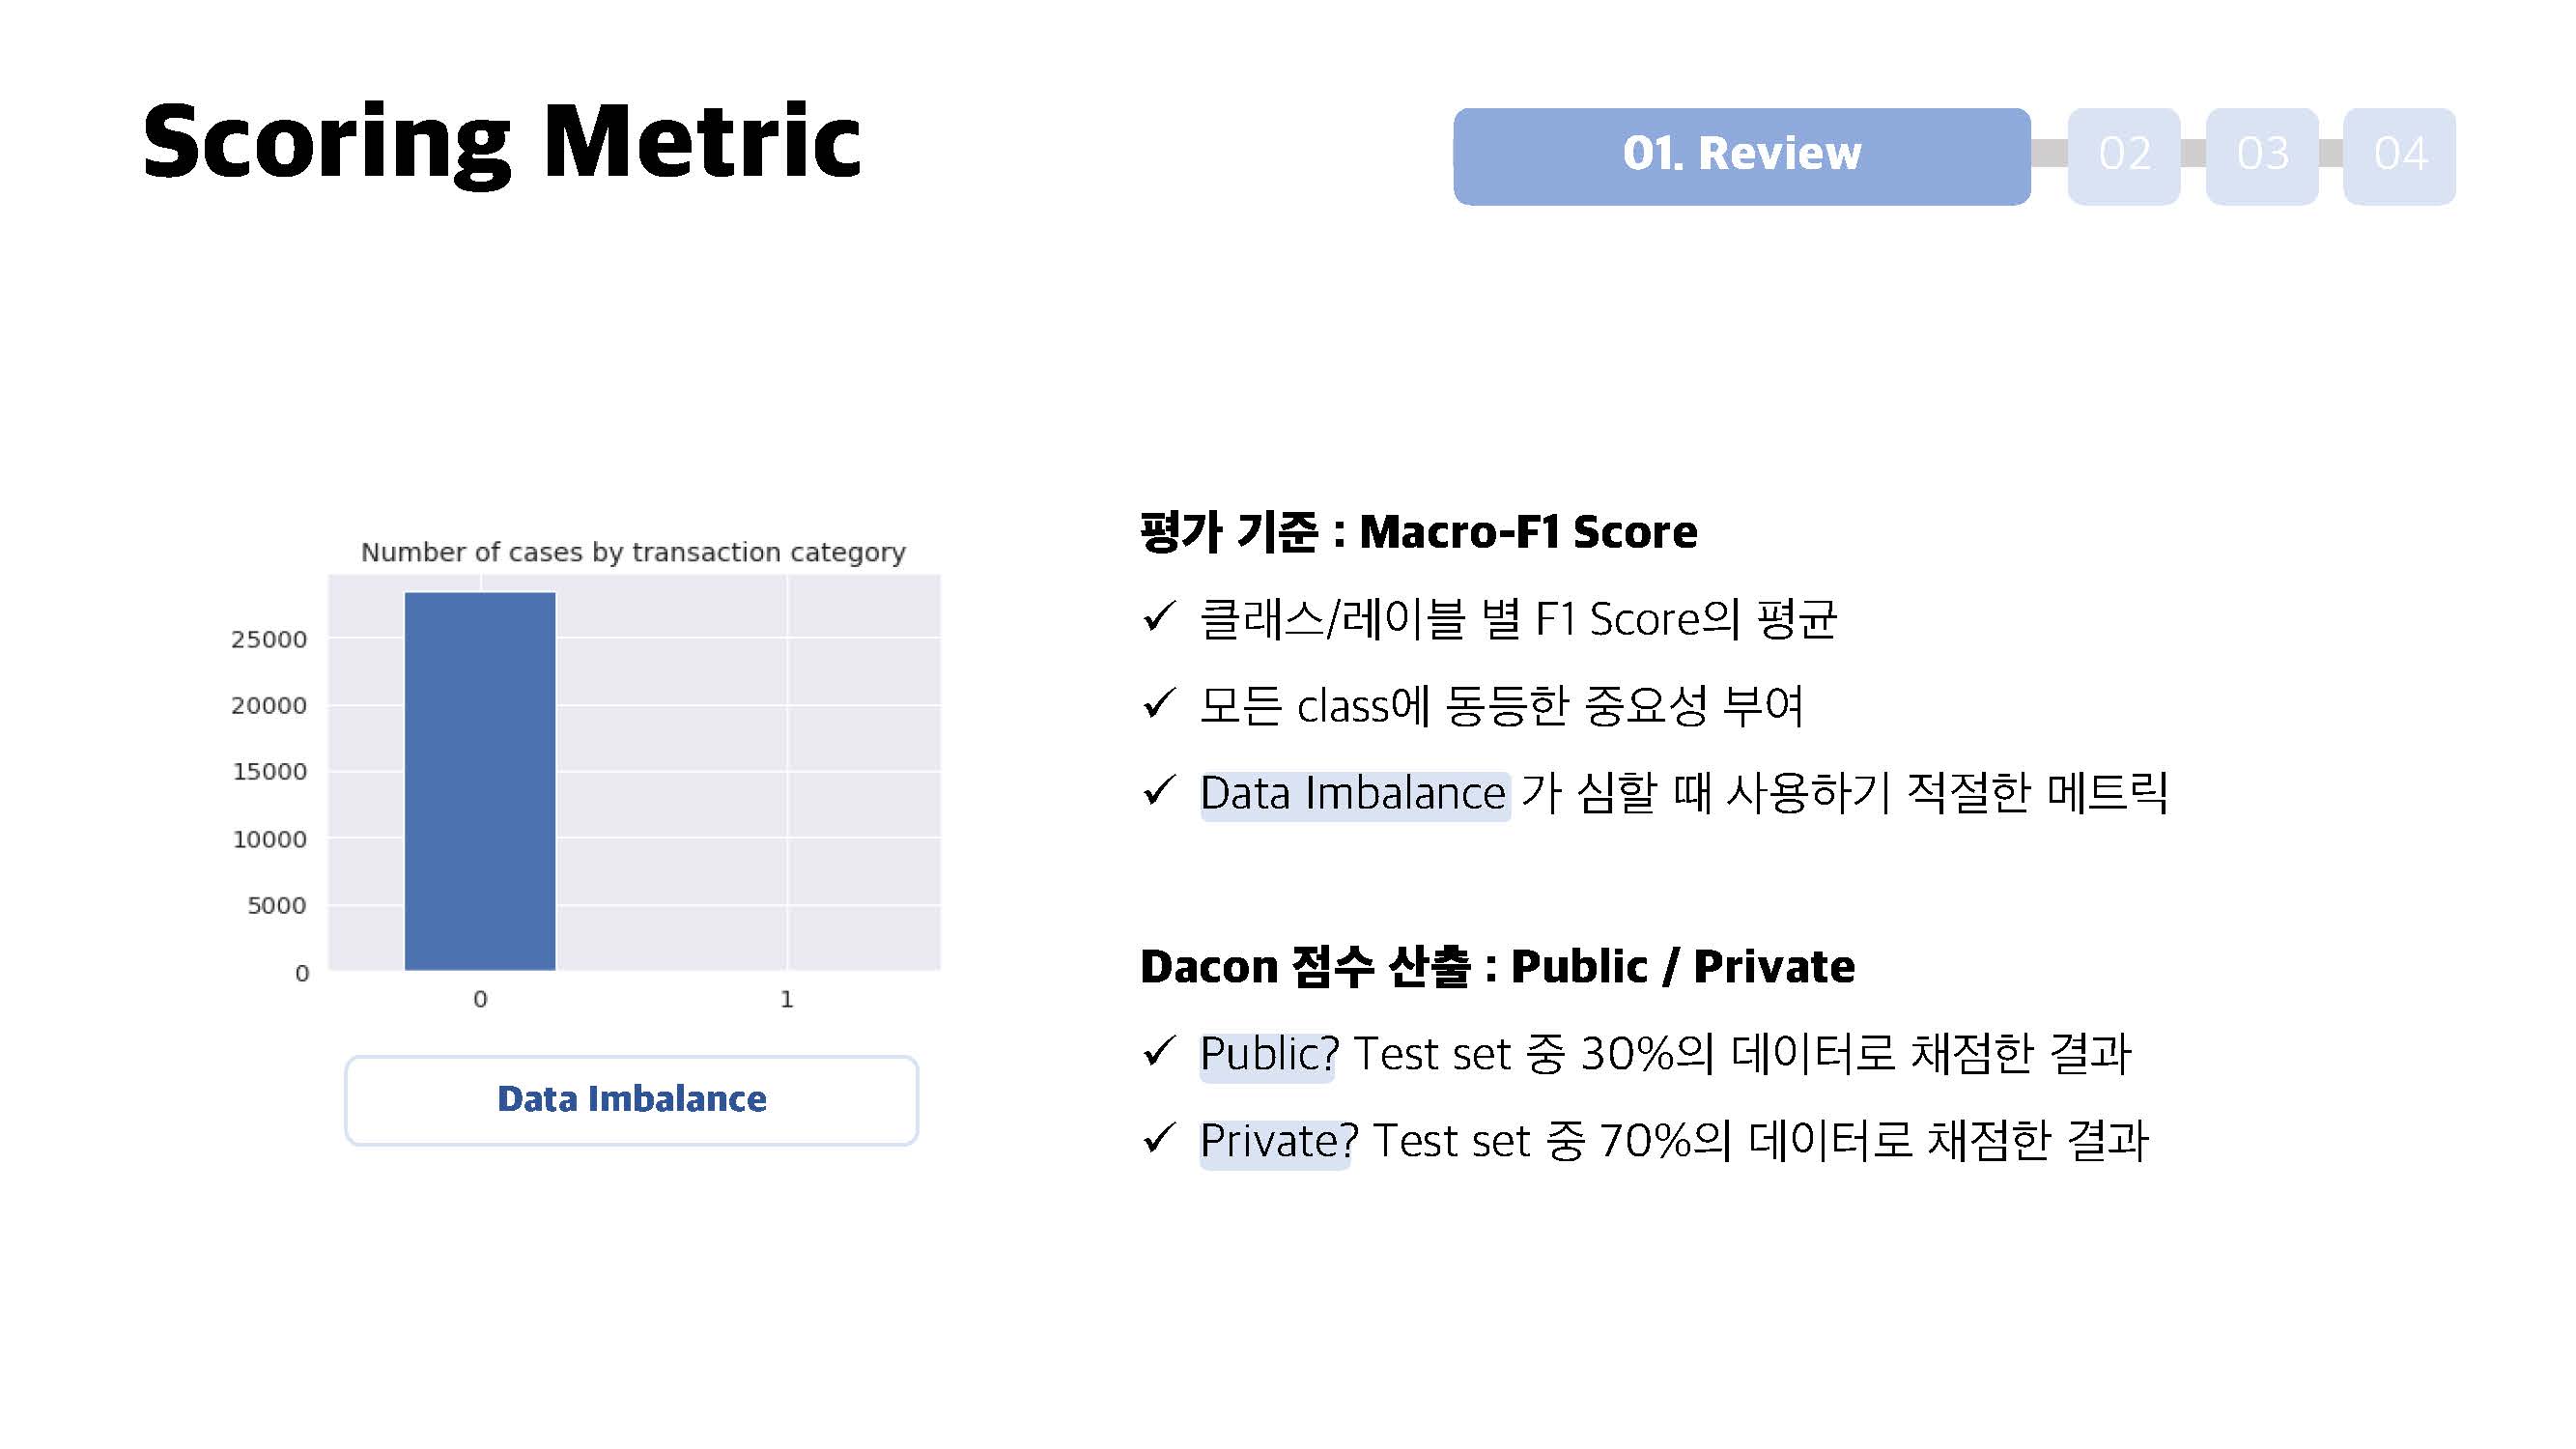 Scoring Metric
01. Review
02
03
04
Number of cases by transaction category
25000
20000
15000
10000
5000
0
0
1
Data Imbalance
평가 기준 : Macro-F1 Score
✓ 클래스/레이블 별 F1 Score의 평균
✓ 모든 class에 동등한 중요성 부여
✓ Data Imbalance 가 심할 때 사용하기 적절한 메트릭
Dacon 점수 산출 : Public / Private
✓ Public? Test set 중 30%의 데이터로 채점한 결과
✓ Private? Test set 중 70%의 데이터로 채점한 결과